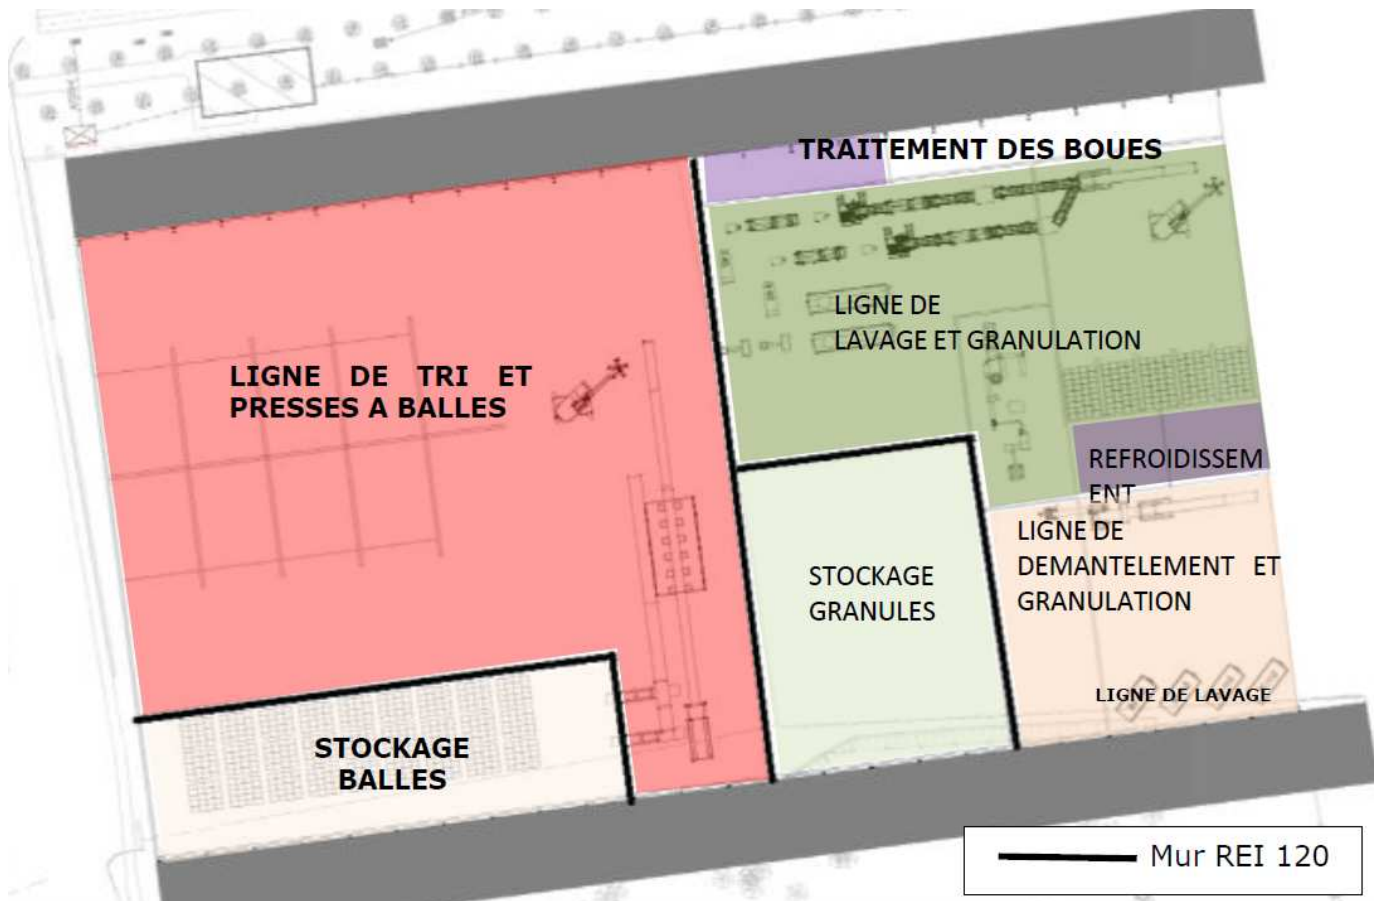 TRAITEMENT DES BOUES
LIGNE DE
LAVAGE ET GRANULATION
LIGNE DE TRI ET
PRESSES A BALLES
REFROIDISSEM
ENT
LIGNE DE
DEMANTELEMENT ET
GRANULATION
STOCKAGE
GRANULES
LIGNE DE LAVAGE
STOCKAGE
BALLES
Mur REI 120